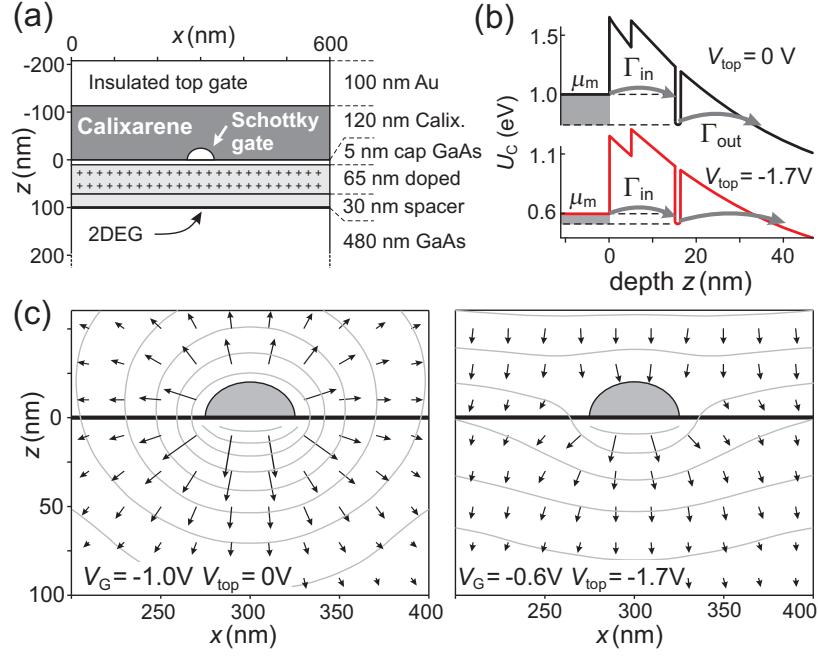 (a)
x (nm)
0
600
-200
-100
0
100
200
z (nm)
Insulated top gate
Calixarene
Schottky
gate
+ + + + + + + + + + + + + + + + + + + +
+ + + + + + + + + + + + + + + + + + + +
2DEG
100 nm Au
120 nm Calix.
5 nm cap GaAs
65 nm doped
30 nm spacer
480 nm GaAs
(b)
1.5
1.0
1.1
0.6
U_C (eV)
μ_m
Γ_in
V_top = 0 V
Γ_out
μ_m
Γ_in
V_top = -1.7V
0
20
40
depth z (nm)
(c)
z (nm)
0
50
100
V_G = -1.0V V_top = 0V
200
250
300
350
400
x (nm)
V_G = -0.6V V_top = -1.7V
250
300
350
400
x (nm)